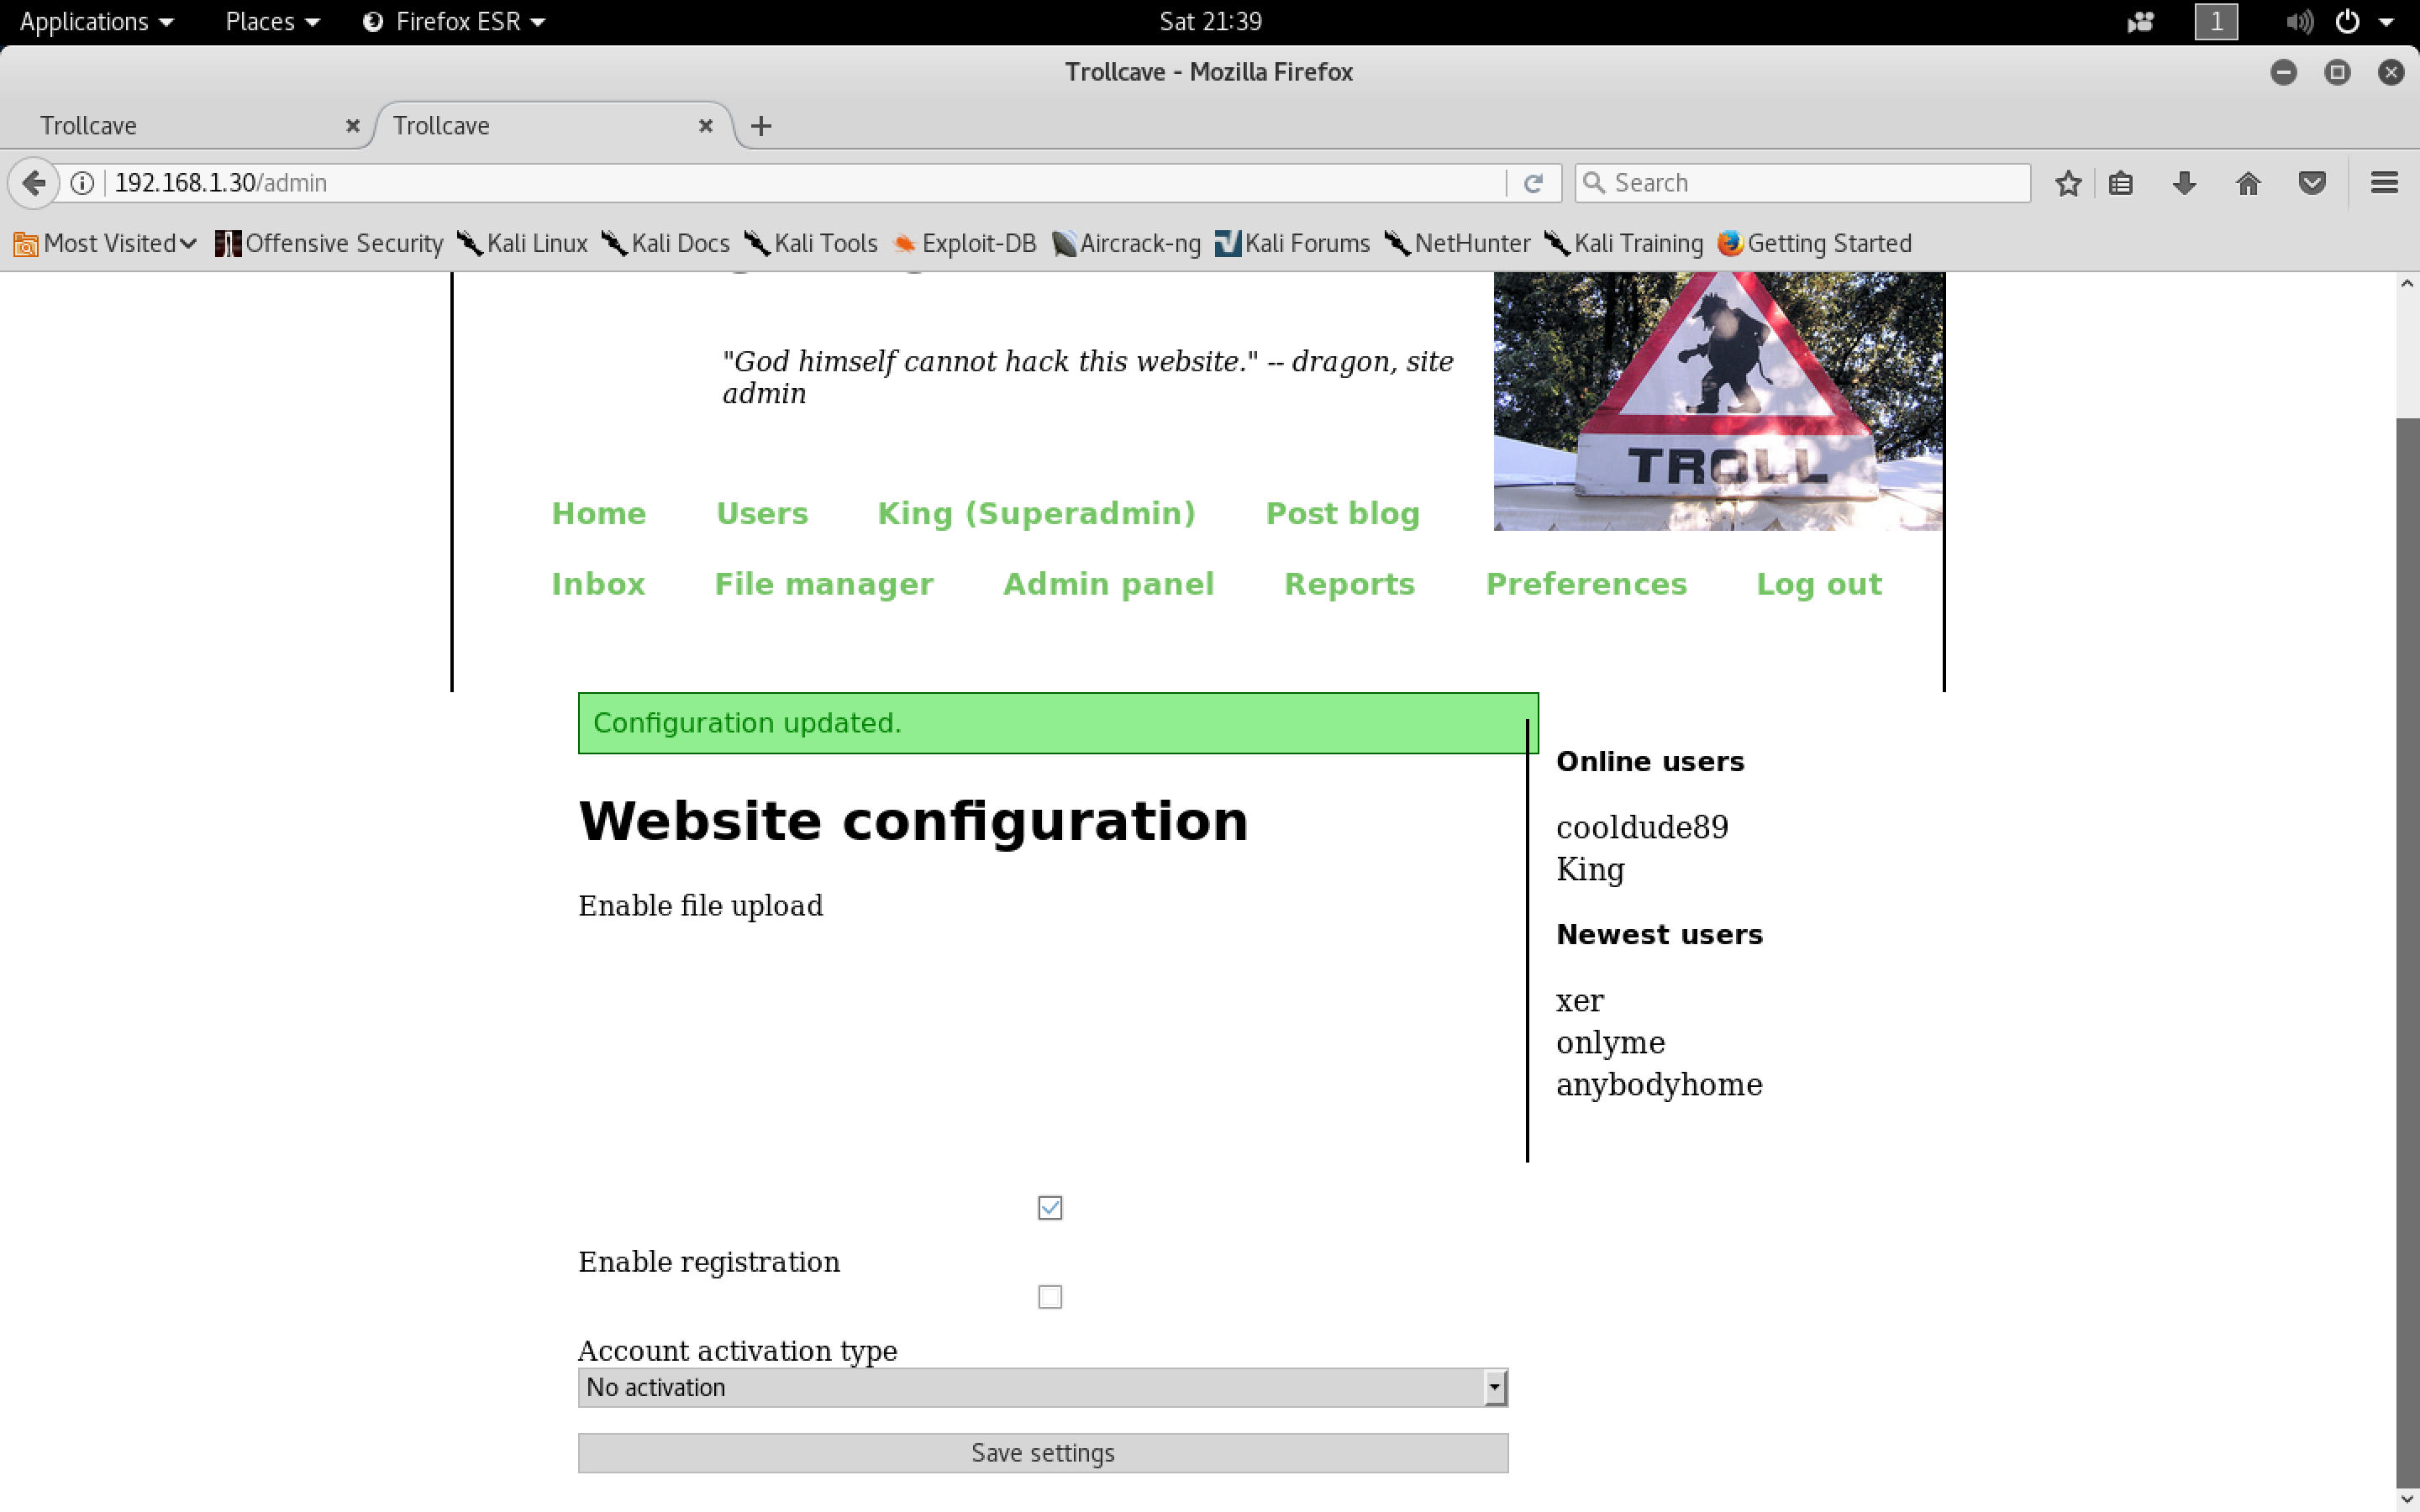 Applications Places Firefox ESR Sat 21:39 1
Trollcave - Mozilla Firefox
Trollcave Trollcave
192.168.1.30/admin Search
Most Visited Offensive Security Kali Linux Kali Docs Kali Tools Exploit-DB Aircrack-ng Kali Forums NetHunter Kali Training Getting Started
"God himself cannot hack this website." -- dragon, site
admin
TROLL
Home Users King (Superadmin) Post blog
Inbox File manager Admin panel Reports Preferences Log out
Configuration updated.
Website configuration
Enable file upload
Enable registration
Account activation type
No activation
Save settings
Online users
cooldude89
King
Newest users
xer
onlyme
anybodyhome